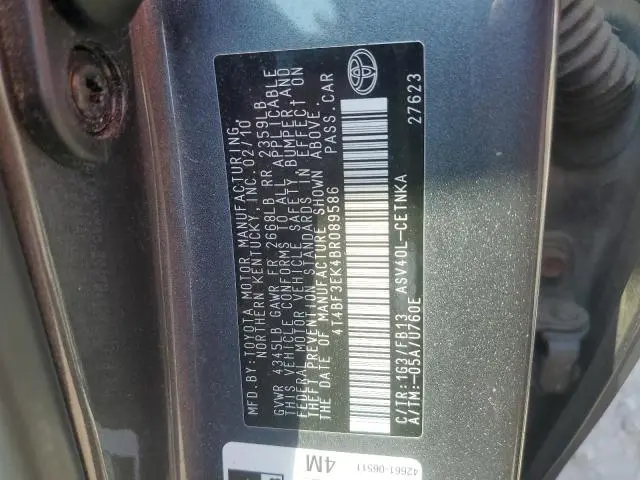 MFD.BY:TOYOTA MOTOR MANUFACTURING,
NORTHERN KENTUCKY, INC. 02/10
GVWR 4345LB GAWR FR 2668LB RR 2359LB
THIS VEHICLE CONFORMS TO ALL APPLICABLE
FEDERAL MOTOR VEHICLE SAFETY BUMPER, AND
THEFT PREVENTION STANDARDS IN EFFECT ON
THE DATE OF MANUFACTURE SHOWN ABOVE.
4T4BF3EK4BR089586 PASS.CAR
C/TR:1G3/FB13 ASV40L-CETNKA
A/TM:-05A/U760E 27623
42661-06511
4M